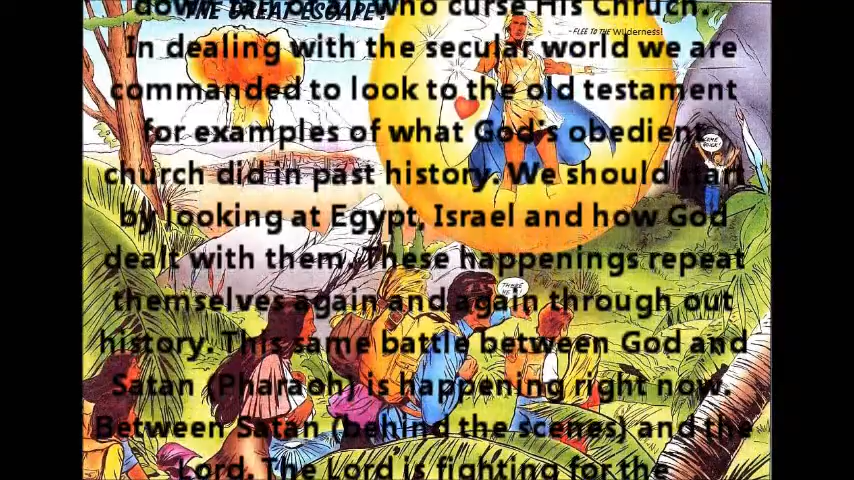 THE GREAT ESCAPE!
who curse His Chruch.
- FLEE TO THE Wilderness!
In dealing with the secular world we are
commanded to look to the old testament
for examples of what God's obedient
church did in past history. We should start
by looking at Egypt, Israel and how God
dealt with them. These happenings repeat
themselves again and again through out
history. This same battle between God and
Satan (Pharaoh) is happening right now.
Between Satan (behind the scenes) and the
Lord. The Lord is fighting for the